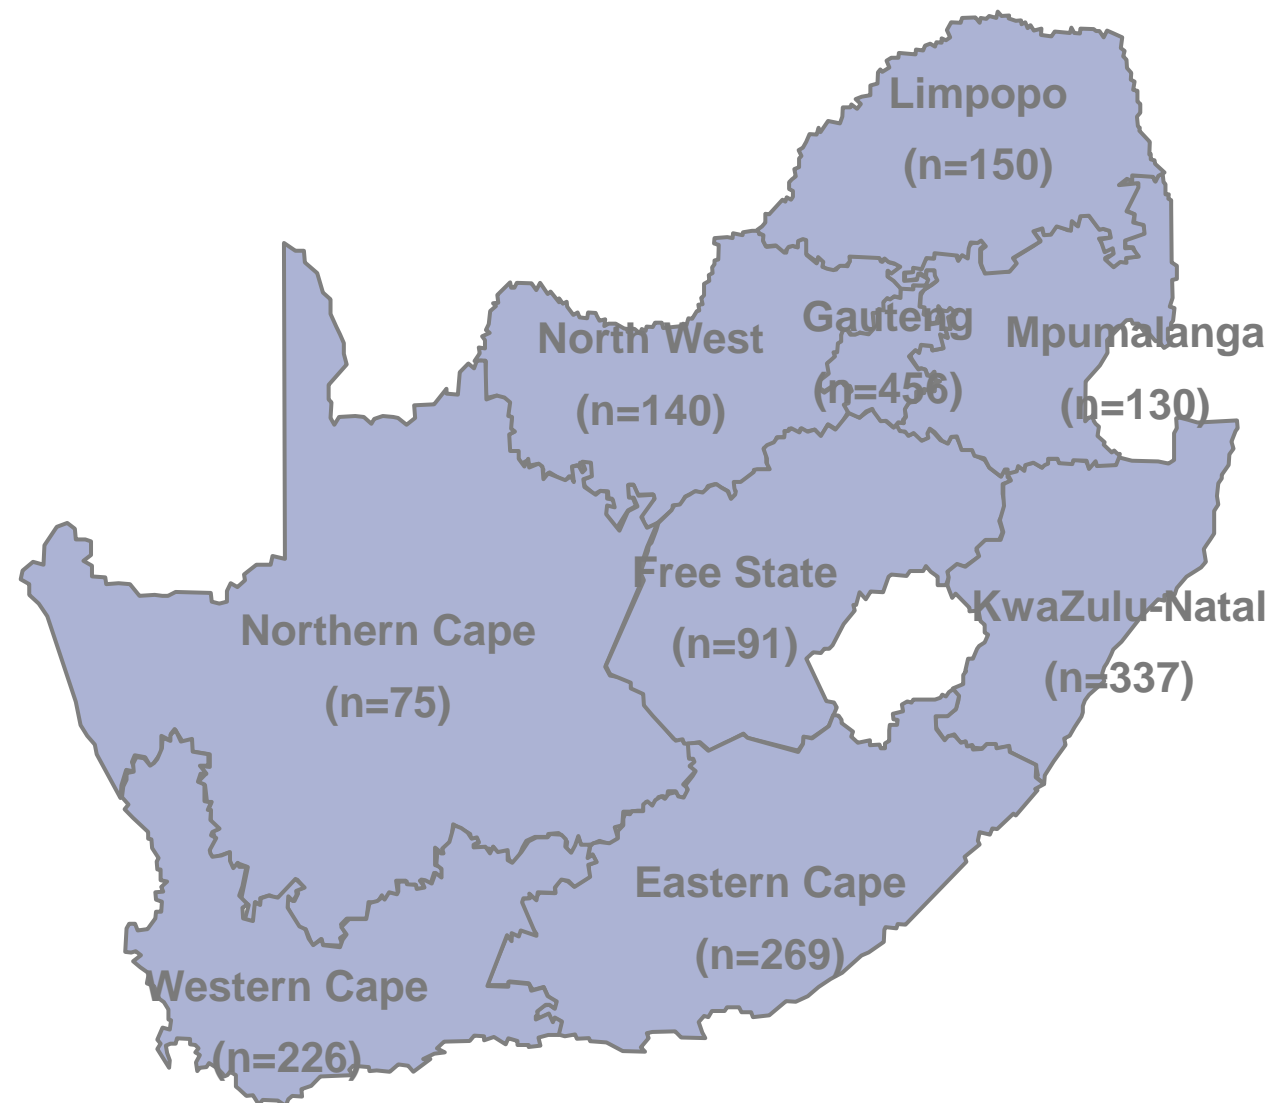 Limpopo
(n=150)
Gauteng
(n=456)
North West
(n=140)
Mpumalanga
(n=130)
Free State
(n=91)
KwaZulu-Natal
(n=337)
Northern Cape
(n=75)
Eastern Cape
(n=269)
Western Cape
(n=226)